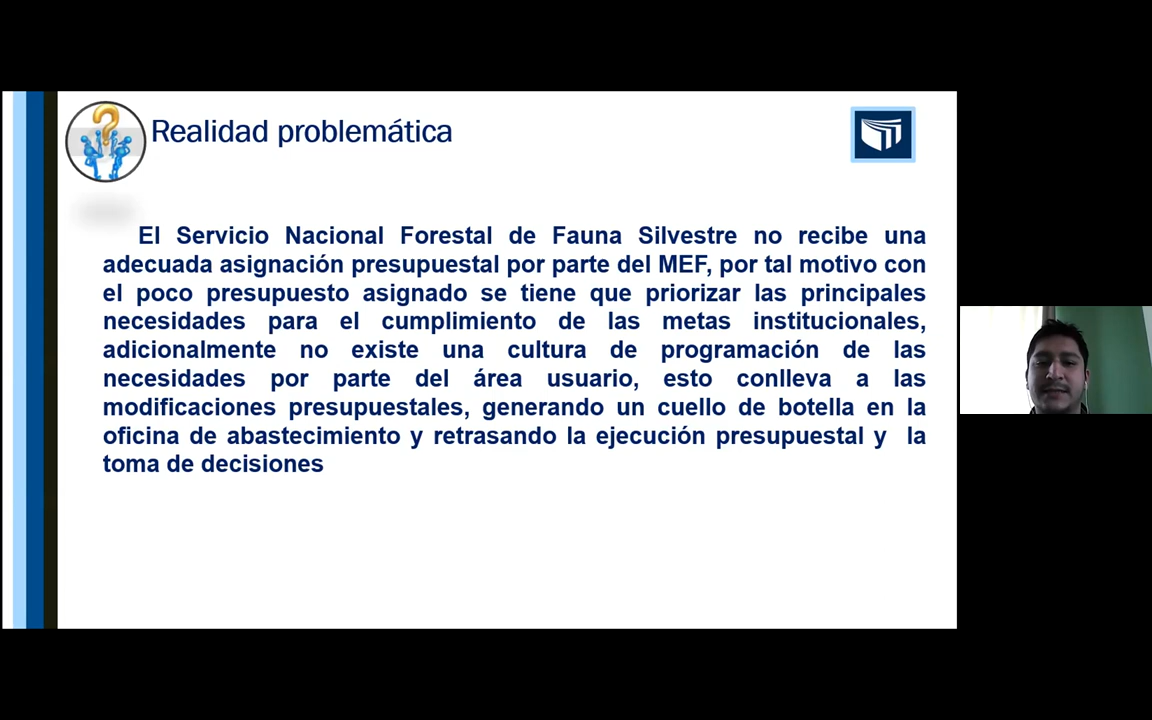 Realidad problemática
El Servicio Nacional Forestal de Fauna Silvestre no recibe una
adecuada asignación presupuestal por parte del MEF, por tal motivo con
el poco presupuesto asignado se tiene que priorizar las principales
necesidades para el cumplimiento de las metas institucionales,
adicionalmente no existe una cultura de programación de las
necesidades por parte del área usuario, esto conlleva a las
modificaciones presupuestales, generando un cuello de botella en la
oficina de abastecimiento y retrasando la ejecución presupuestal y la
toma de decisiones